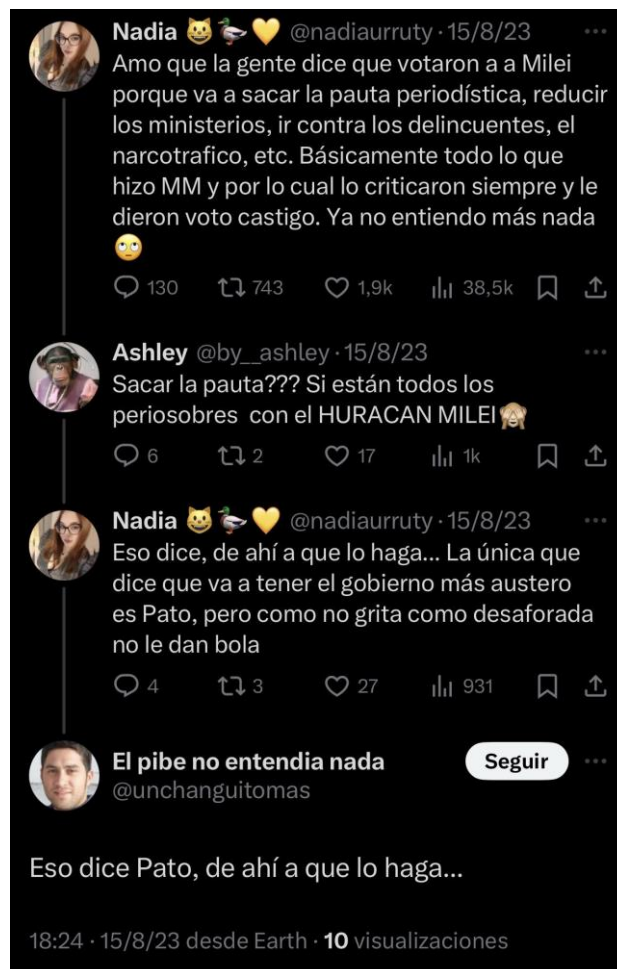 Nadia 😺🦆💛 @nadiaurruty · 15/8/23
Amo que la gente dice que votaron a a Milei
porque va a sacar la pauta periodística, reducir
los ministerios, ir contra los delincuentes, el
narcotrafico, etc. Básicamente todo lo que
hizo MM y por lo cual lo criticaron siempre y le
dieron voto castigo. Ya no entiendo más nada
🙄
130 743 1,9k 38,5k
Ashley @by__ashley · 15/8/23
Sacar la pauta??? Si están todos los
periosobres con el HURACAN MILEI🙈
6 2 17 1k
Nadia 😺🦆💛 @nadiaurruty · 15/8/23
Eso dice, de ahí a que lo haga... La única que
dice que va a tener el gobierno más austero
es Pato, pero como no grita como desaforada
no le dan bola
4 3 27 931
El pibe no entendia nada
Seguir
@unchanguitomas
Eso dice Pato, de ahí a que lo haga...
18:24 · 15/8/23 desde Earth · 10 visualizaciones